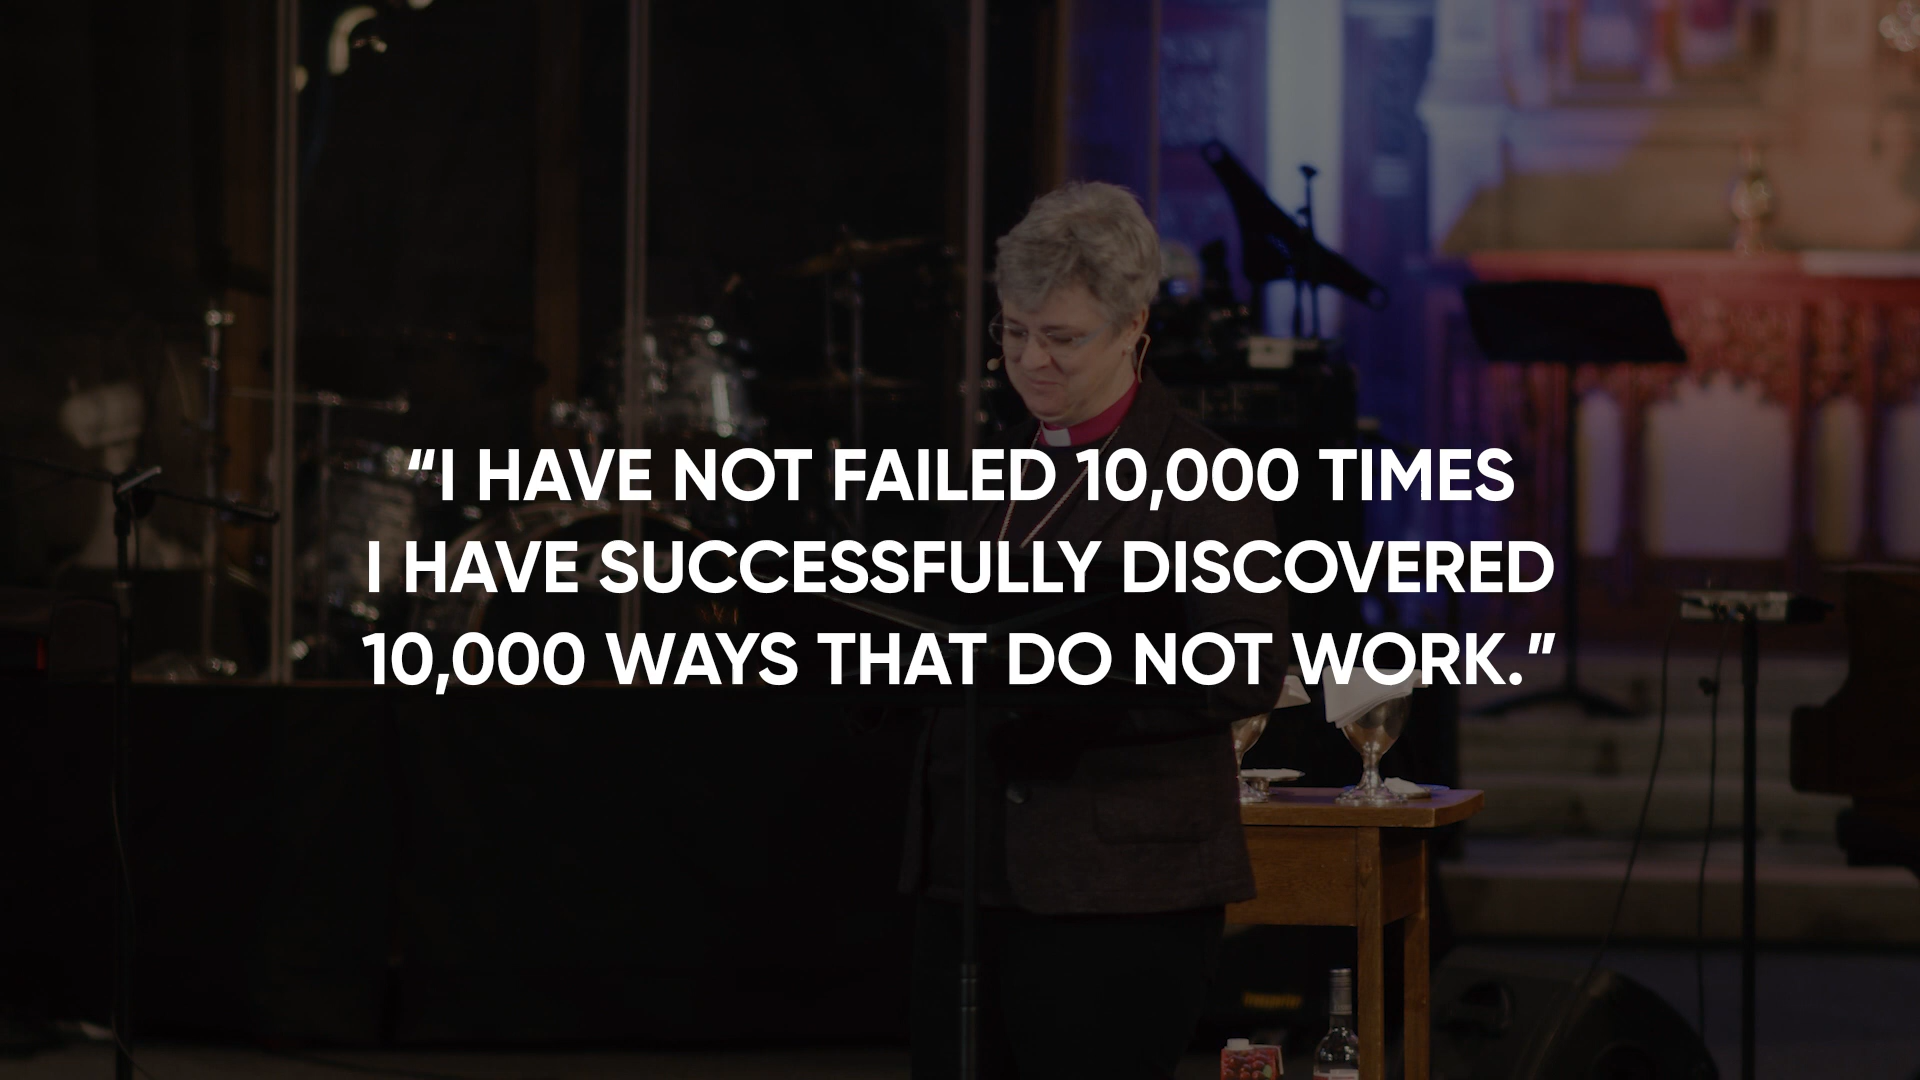 “I HAVE NOT FAILED 10,000 TIMES
I HAVE SUCCESSFULLY DISCOVERED
10,000 WAYS THAT DO NOT WORK.”